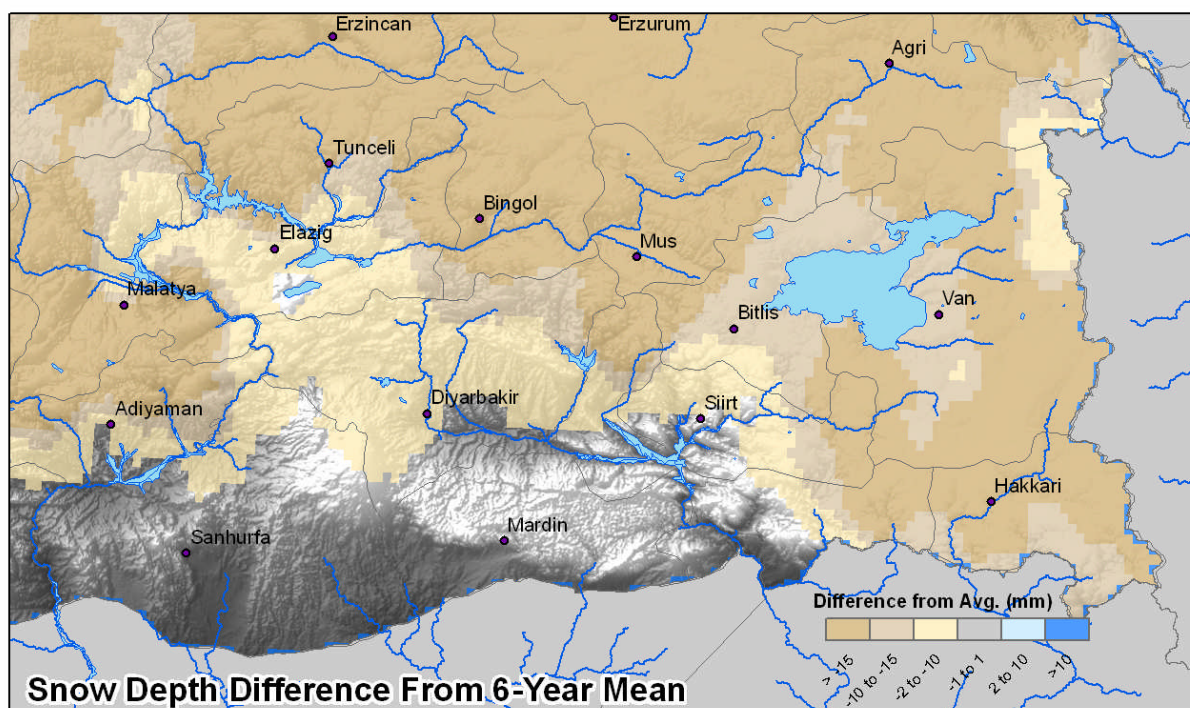 Erzincan
Erzurum
Agri
Tunceli
Bingol
Elazig
Mus
Malatya
Van
Bitlis
Adiyaman
Diyarbakir
Siirt
Hakkari
Sanhurfa
Mardin
Difference from Avg. (mm)
> -15
-10 to -15
-2 to -10
-1 to 1
2 to 10
>10
Snow Depth Difference From 6-Year Mean